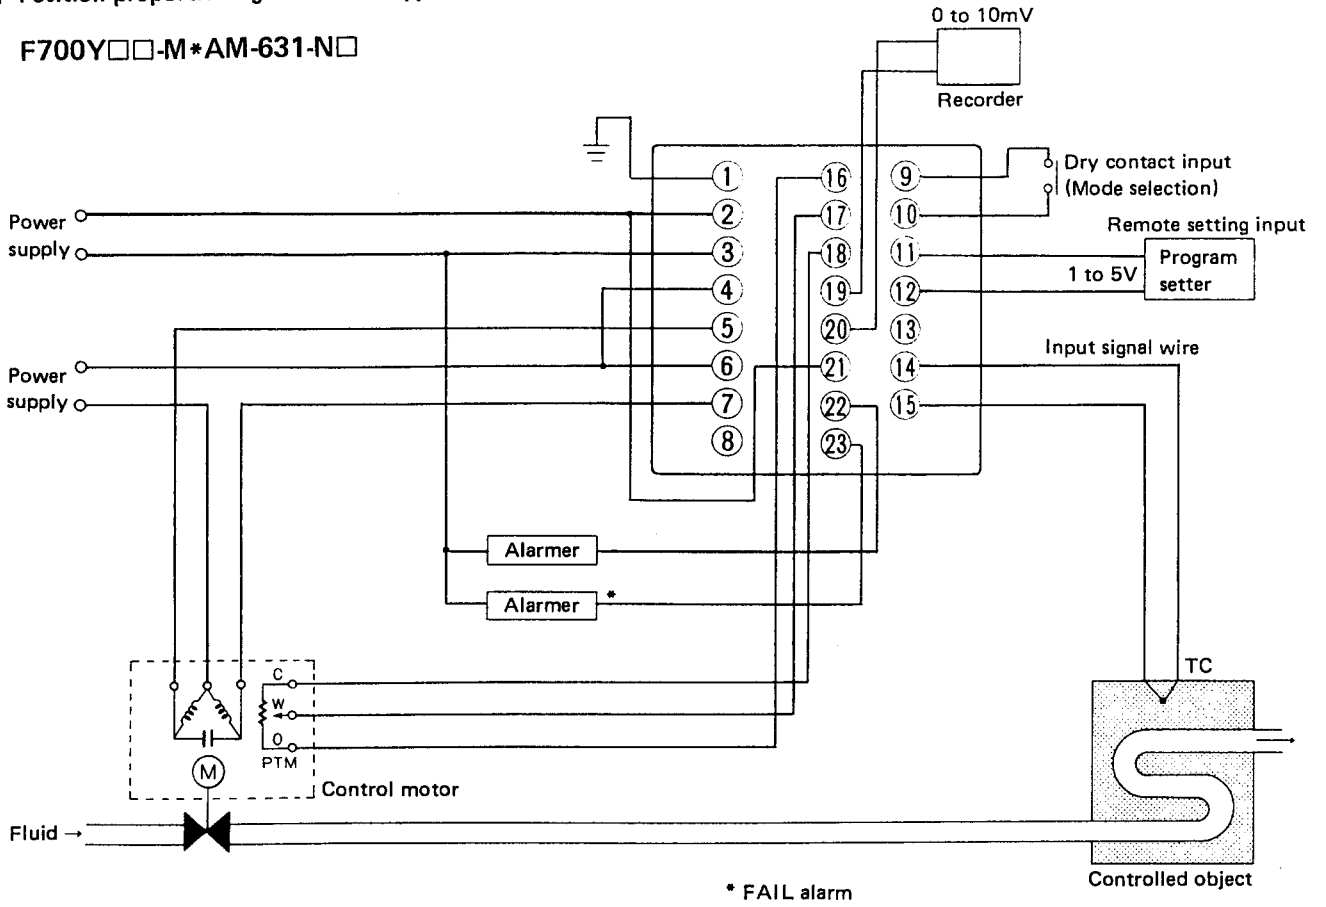 F700Y□□-M*AM-631-N□
0 to 10mV
Recorder
Dry contact input
(Mode selection)
Remote setting input
Program
setter
1 to 5V
Input signal wire
Power
supply
Power
supply
1
2
3
4
5
6
7
8
16
17
18
19
20
21
22
23
9
10
11
12
13
14
15
Alarmer
Alarmer
*
C
W
O
PTM
M
Control motor
Fluid →
TC
Controlled object
* FAIL alarm